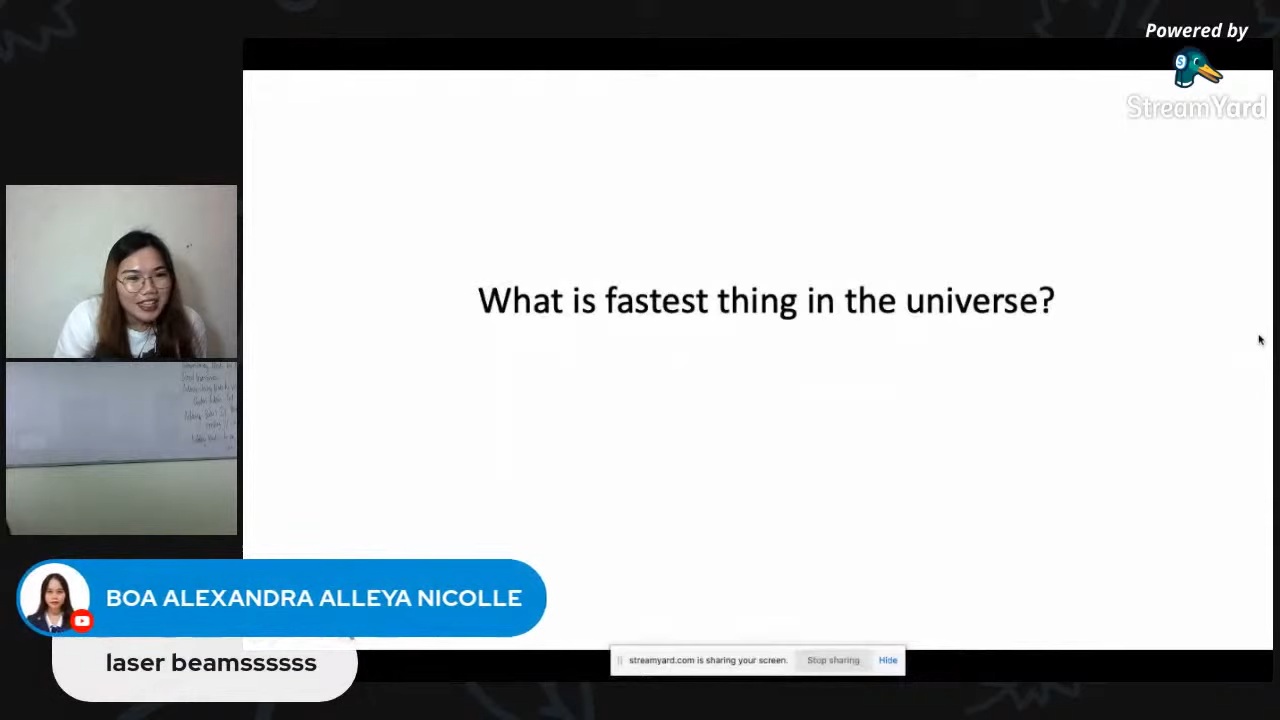 Powered by
StreamYard
What is fastest thing in the universe?
BOA ALEXANDRA ALLEYA NICOLLE
laser beamssssss
streamyard.com is sharing your screen.
Stop sharing
Hide